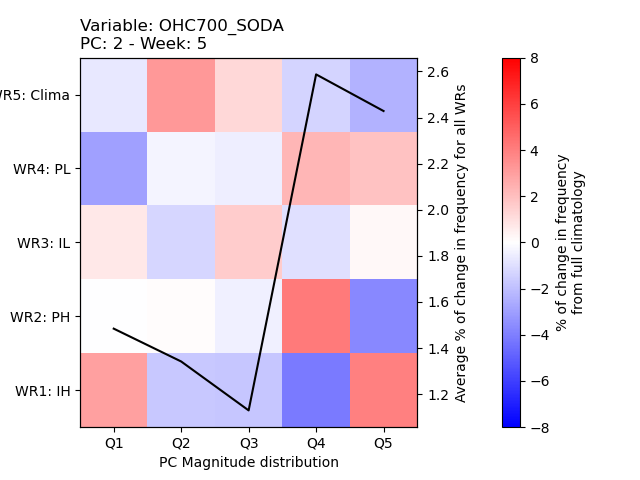 Variable: OHC700_SODA
PC: 2 - Week: 5
WR5: Clima
WR4: PL
WR3: IL
WR2: PH
WR1: IH
Q1 Q2 Q3 Q4 Q5
PC Magnitude distribution
2.6
2.4
2.2
2.0
1.8
1.6
1.4
1.2
Average % of change in frequency for all WRs
8
6
4
2
0
−2
−4
−6
−8
% of change in frequency
from full climatology